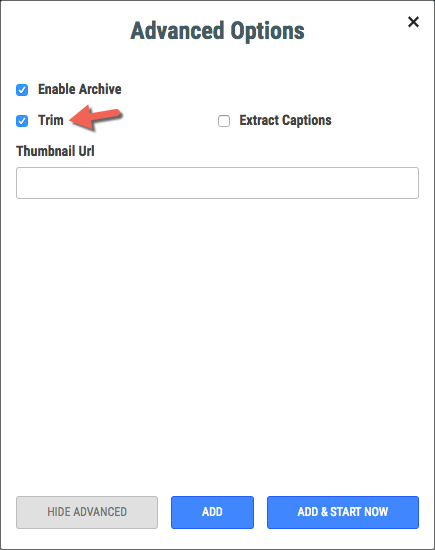 Advanced Options
Enable Archive
Trim Extract Captions
Thumbnail Url
HIDE ADVANCED ADD ADD & START NOW